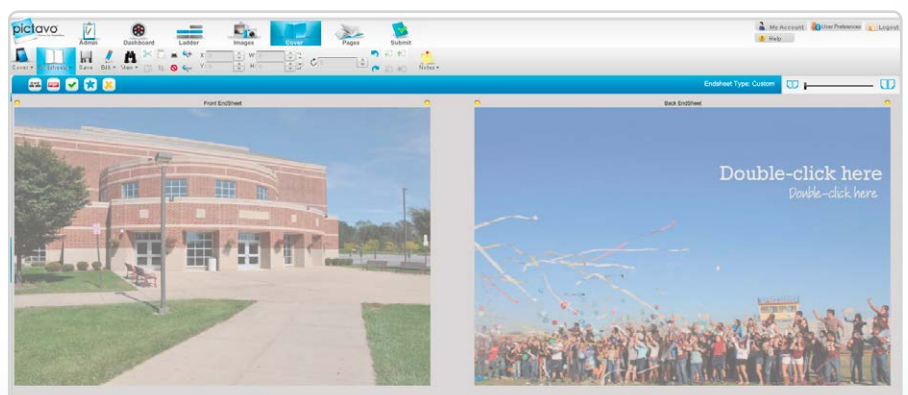 pictavo
Admin
Dashboard
Ladder
Images
Cover
Pages
Submit
My Account
User Preferences
Logout
Help
Cover
Save
Edit
View
X:
W:
Y:
H:
Notes
Endsheet Type: Custom
Front EndSheet
Back EndSheet
Double-click here
Double-click here